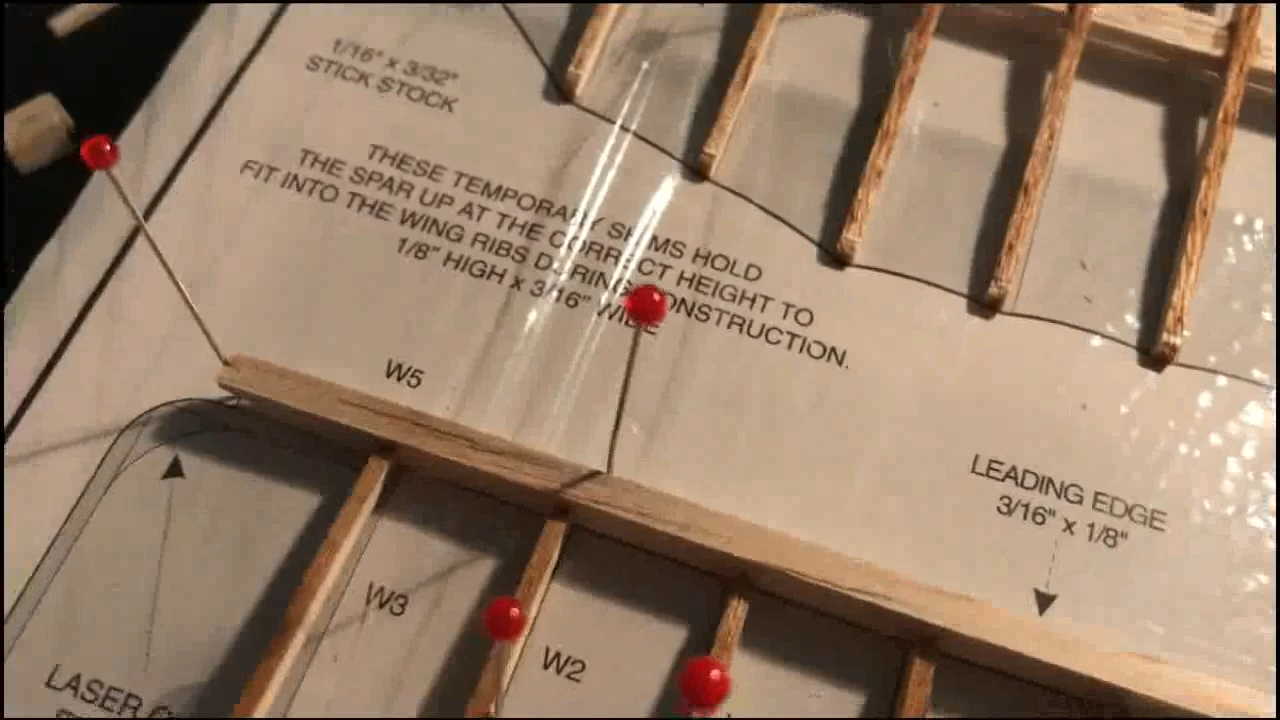 1/16" x 3/32"
STICK STOCK
THESE TEMPORARY SHIMS HOLD
THE SPAR UP AT THE CORRECT HEIGHT TO
FIT INTO THE WING RIBS DURING CONSTRUCTION.
1/8" HIGH x 3/16" WIDE
W5
LEADING EDGE
3/16" x 1/8"
W3
W2
LASER